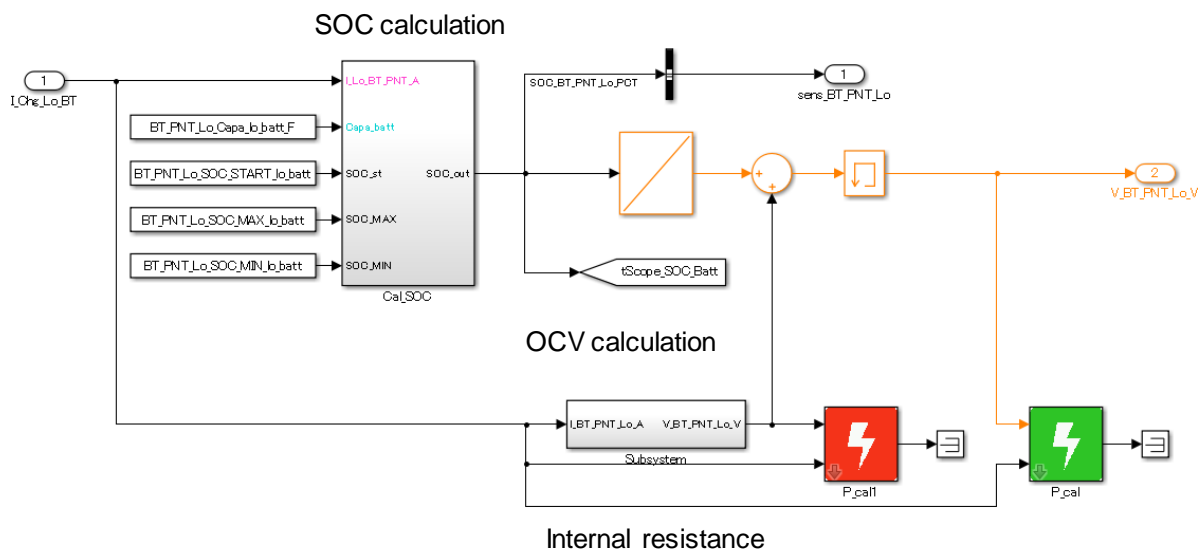 SOC calculation
1
I_Chg_Lo_BT
I_Lo_BT_PNT_A
BT_PNT_Lo_Capa_lo_batt_F
Capa_batt
BT_PNT_Lo_SOC_START_lo_batt
SOC_st
SOC_out
BT_PNT_Lo_SOC_MAX_lo_batt
SOC_MAX
BT_PNT_Lo_SOC_MIN_lo_batt
SOC_MIN
Cal_SOC
SOC_BT_PNT_Lo_PCT
1
sens_BT_PNT_Lo
+
+
2
V_BT_PNT_Lo_V
tScope_SOC_Batt
OCV calculation
I_BT_PNT_Lo_A
V_BT_PNT_Lo_V
Subsystem
P_cal1
P_cal
Internal resistance